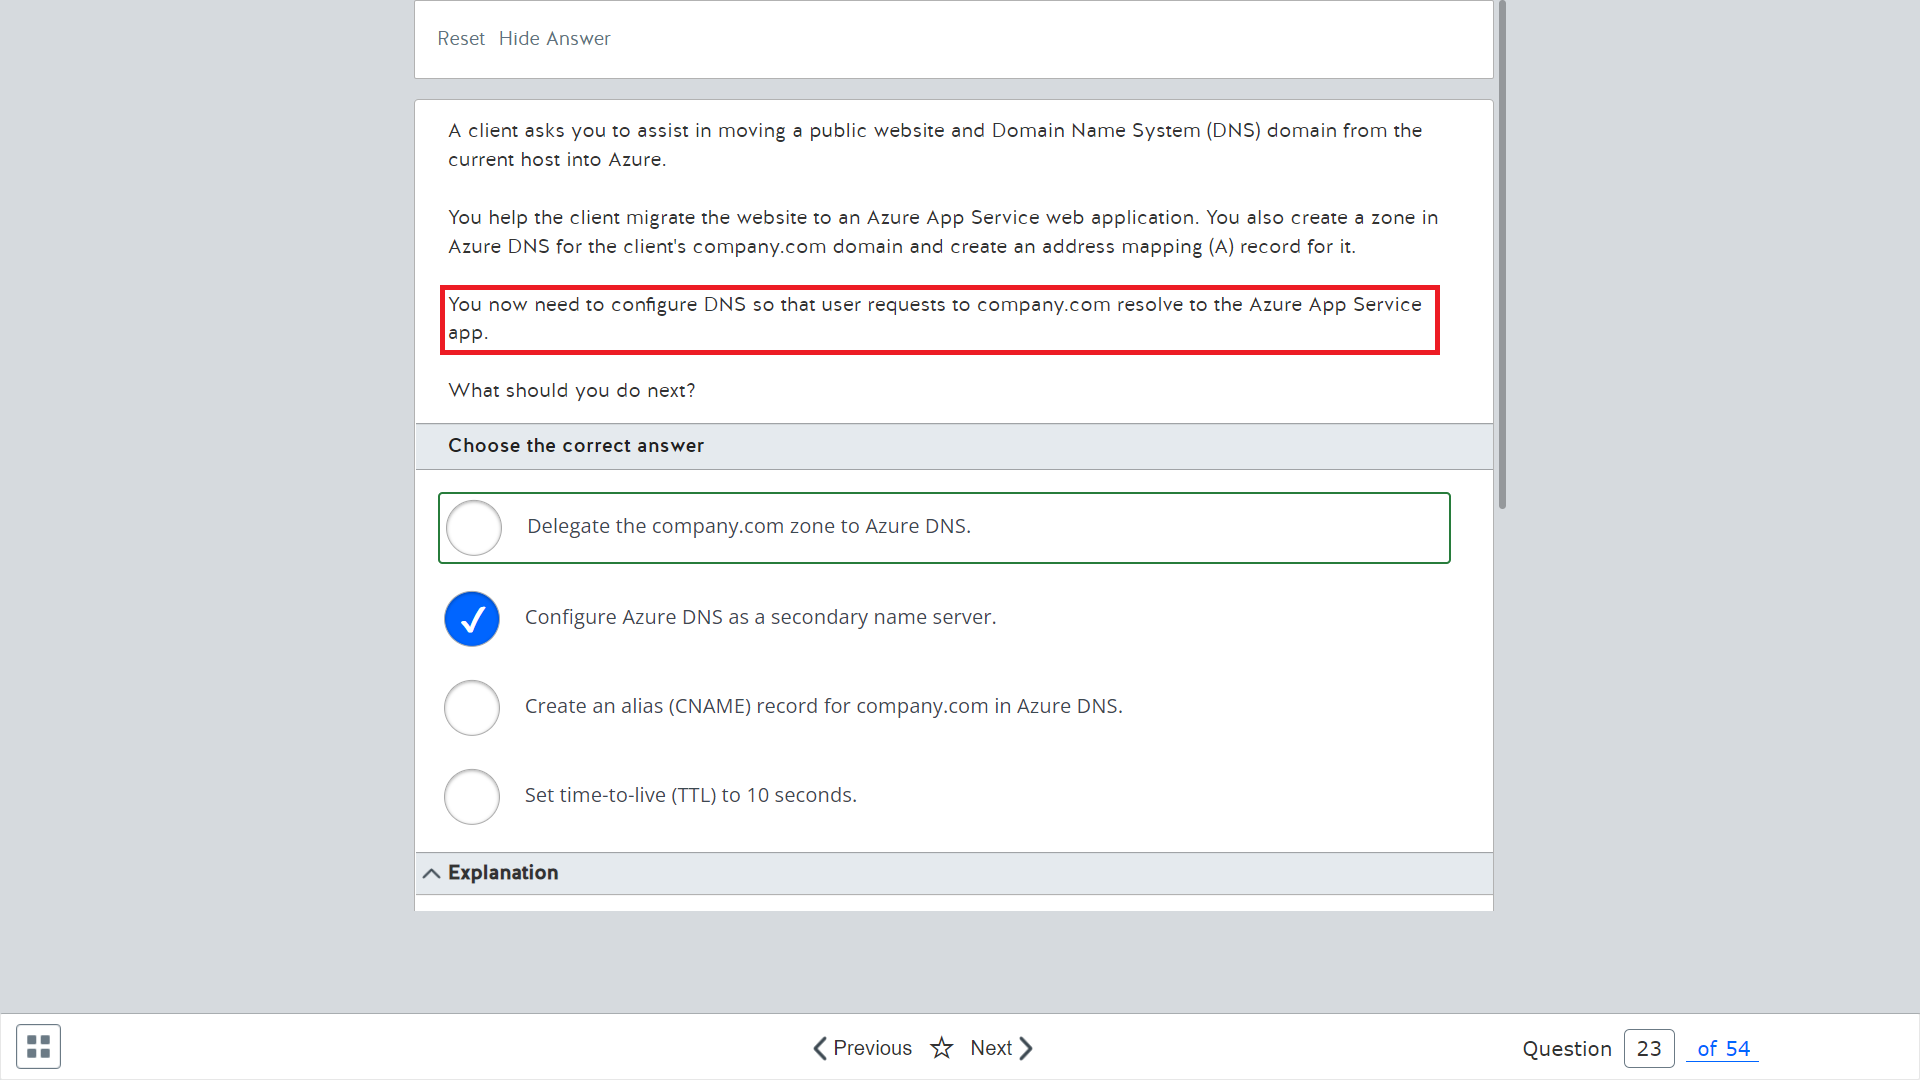 Reset Hide Answer
A client asks you to assist in moving a public website and Domain Name System (DNS) domain from the
current host into Azure.
You help the client migrate the website to an Azure App Service web application. You also create a zone in
Azure DNS for the client's company.com domain and create an address mapping (A) record for it.
You now need to configure DNS so that user requests to company.com resolve to the Azure App Service
app.
What should you do next?
Choose the correct answer
Delegate the company.com zone to Azure DNS.
Configure Azure DNS as a secondary name server.
Create an alias (CNAME) record for company.com in Azure DNS.
Set time-to-live (TTL) to 10 seconds.
Explanation
Previous Next Question 23 of 54